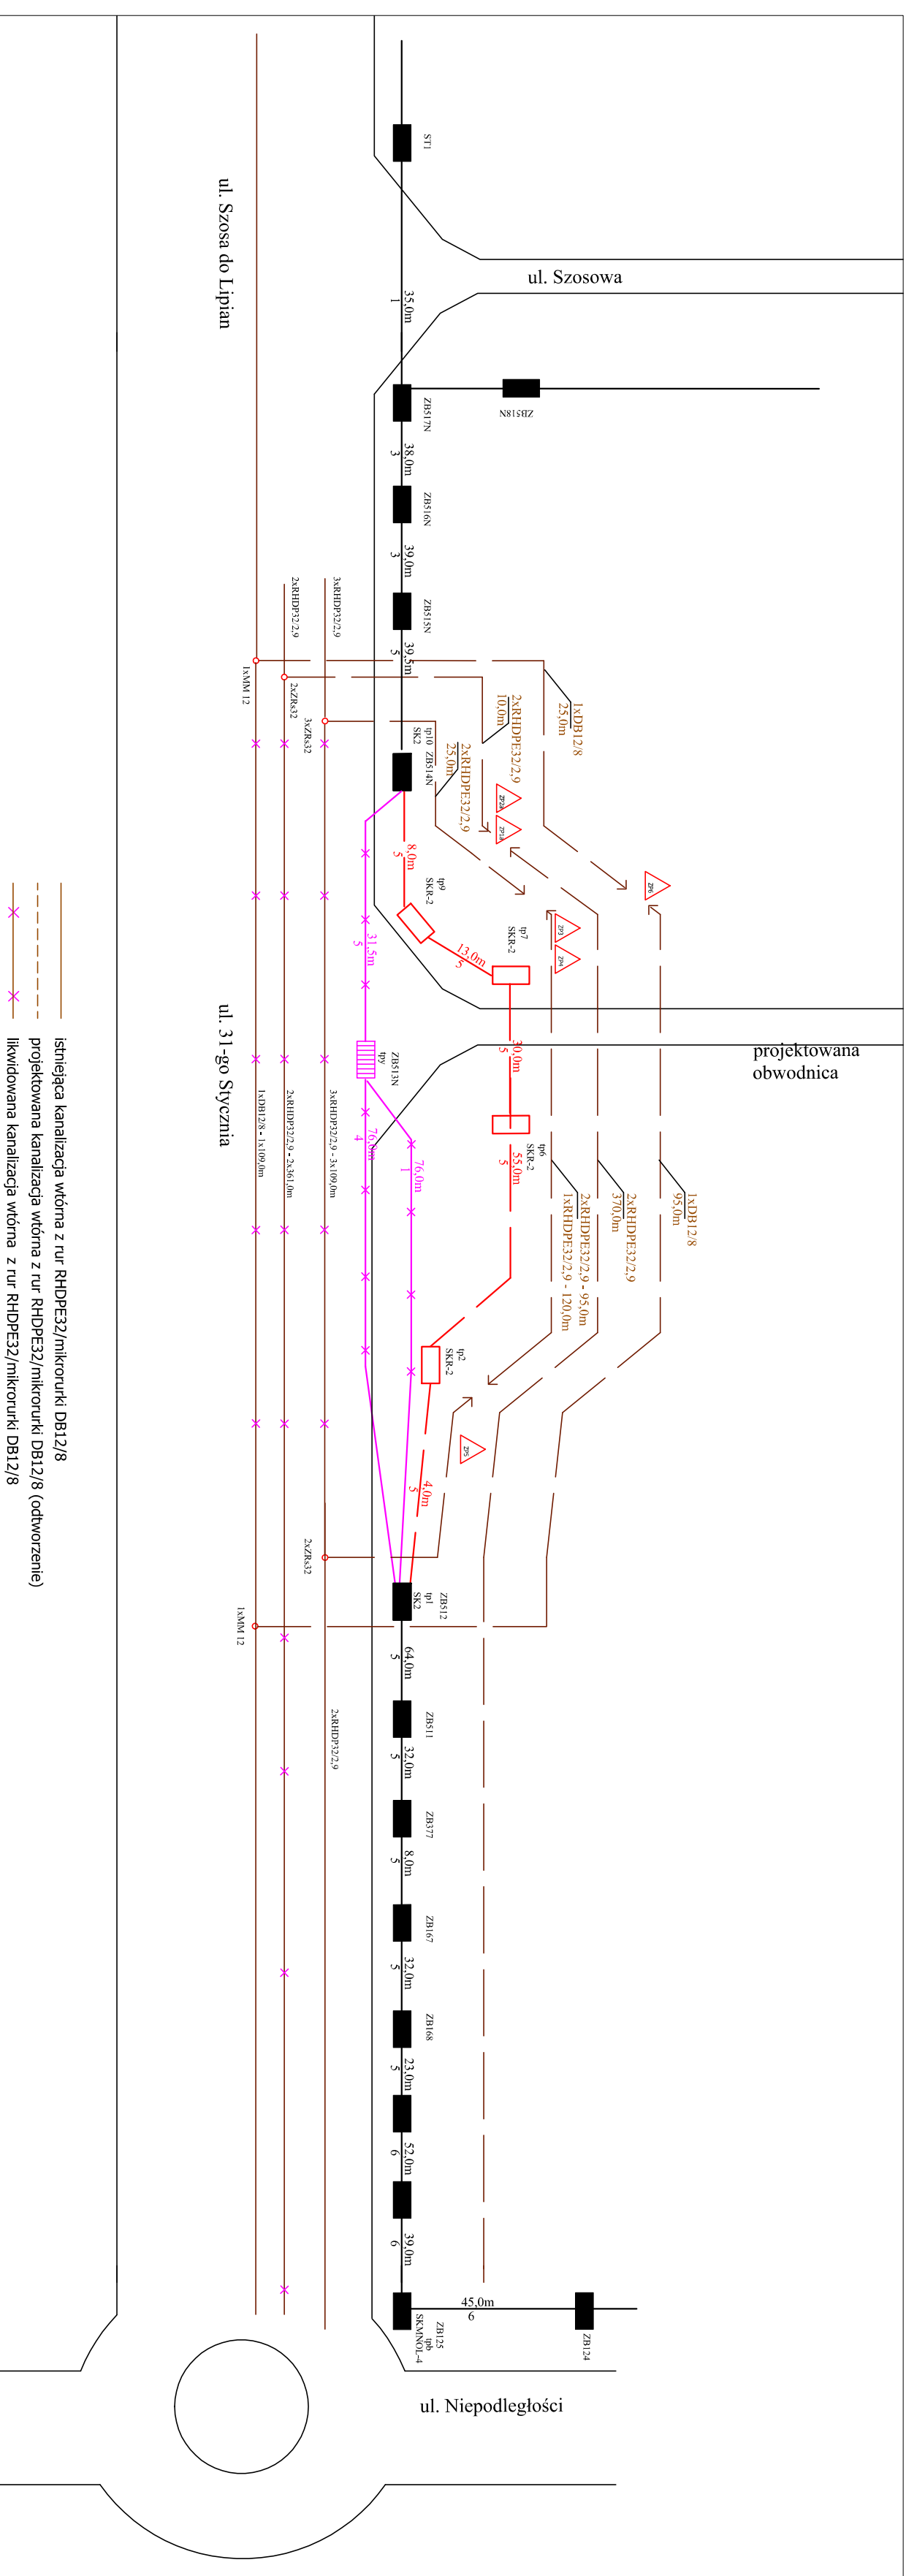 ST1
ul. Szosa do Lipian
ul. Szosowa
35,0m
1
ZB517N
ZB518N
38,0m
3
ZB516N
39,0m
3
ZB515N
39,5m
5
3xRHDP32/2,9
2xRHDP32/2,9
1xMM 12
2xZRs32
3xZRs32
1xDB12/8
25,0m
2xRHDPE32/2,9
10,0m
2xRHDPE32/2,9
25,0m
tp10 ZB514N
SK2
ZP6
ZP3
ZP4
8,0m
5
tp9
SKR-2
13,0m
5
tp7
SKR-2
31,5m
5
30,0m
5
projektowana
obwodnica
ZB513N
tpy
76,0m
4
76,0m
1
tp6
SKR-2
55,0m
5
ul. 31-go Stycznia
3xRHDP32/2,9 - 3x109,0m
2xRHDP32/2,9 - 2x361,0m
1xDB12/8 - 1x109,0m
1xDB12/8
95,0m
2xRHDPE32/2,9
370,0m
2xRHDPE32/2,9 - 95,0m
1xRHDPE32/2,9 - 120,0m
tp2
SKR-2
ZP5
4,0m
5
2xZRs32
1xMM 12
ZB512
tp1
SK2
64,0m
5
2xRHDP32/2,9
ZB511
32,0m
5
ZB377
8,0m
5
ZB167
32,0m
5
ZB168
23,0m
5
52,0m
6
39,0m
6
ZB125
tpb
SKMNOL-4
45,0m
6
ZB124
ul. Niepodległości
istniejąca kanalizacja wtórna z rur RHDPE32/mikrorurki DB12/8
projektowana kanalizacja wtórna z rur RHDPE32/mikrorurki DB12/8 (odtworzenie)
likwidowana kanalizacja wtórna z rur RHDPE32/mikrorurki DB12/8